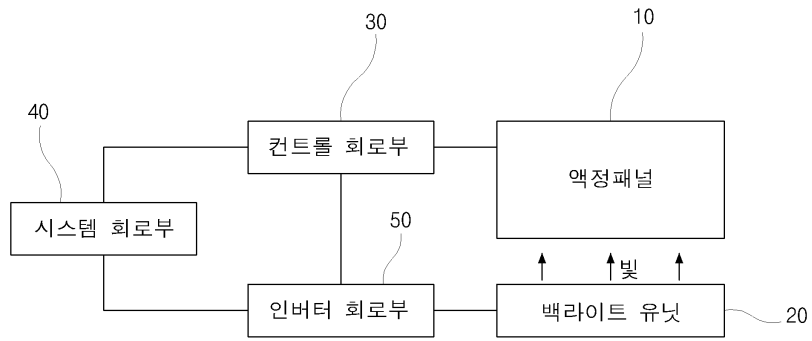 30
10
40
컨트롤 회로부
액정패널
시스템 회로부
50
빛
인버터 회로부
백라이트 유닛
20